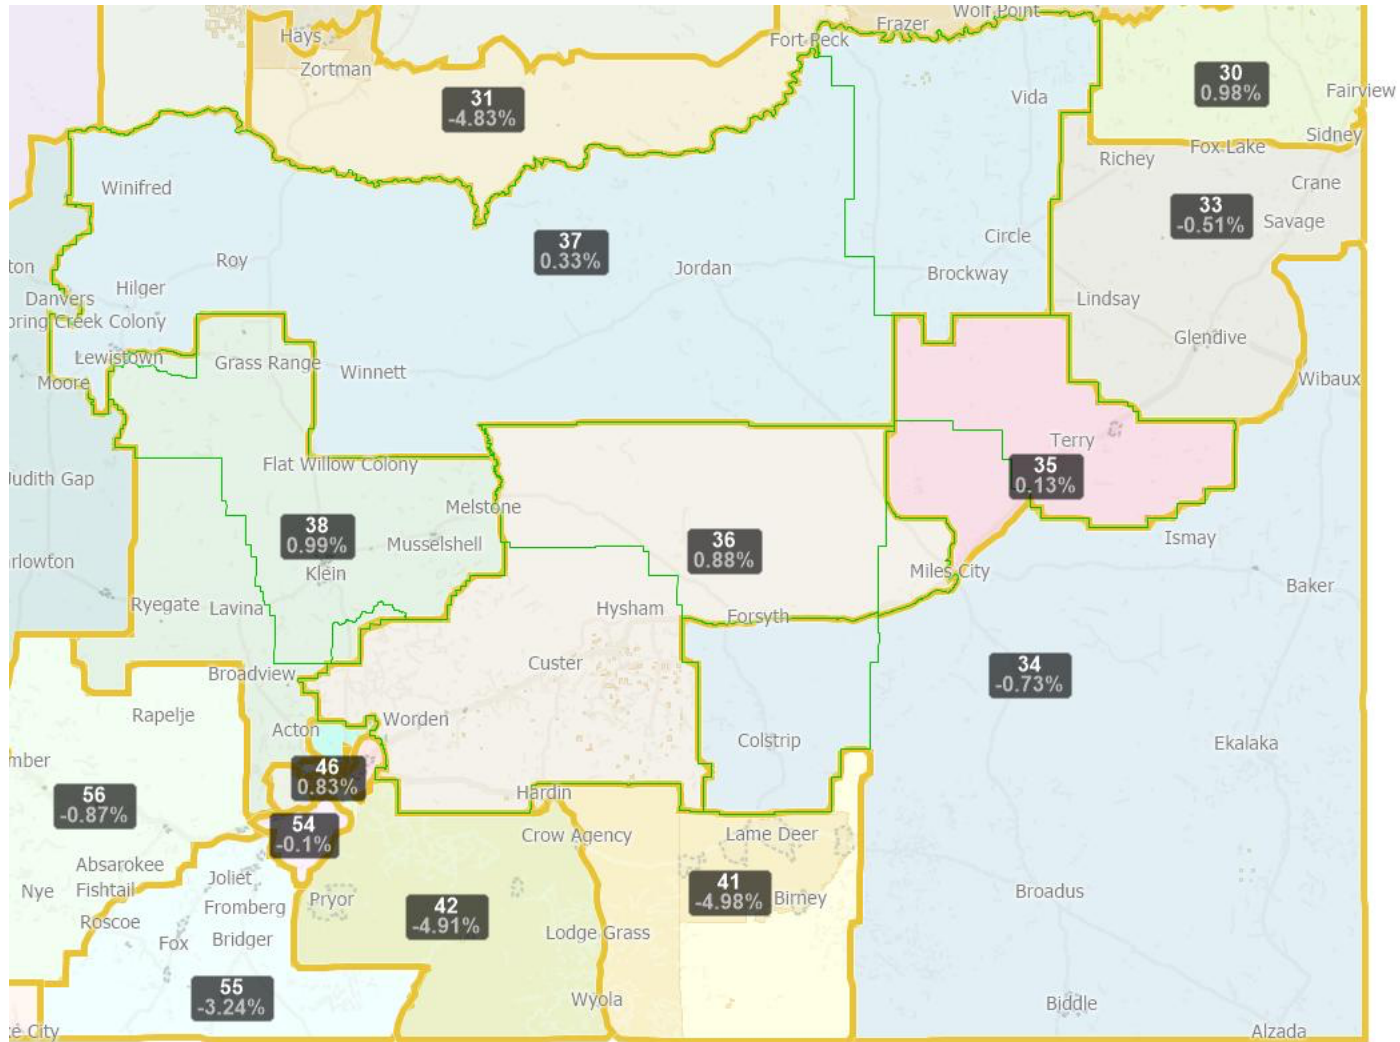 Wolf Point
Frazer
Hays
Fort Peck
Zortman
30
0.98%
Fairview
31
-4.83%
Vida
Sidney
Fox Lake
Richey
Crane
Winifred
33
-0.51%
Savage
37
0.33%
Circle
Roy
Jordan
Brockway
ton
Hilger
Danvers
Lindsay
pring Creek Colony
Glendive
Lewistown
Grass Range
Winnett
Moore
Wibaux
Terry
Flat Willow Colony
35
0.13%
Judith Gap
Melstone
38
0.99%
Musselshell
36
0.88%
Ismay
arlowton
Klein
Miles City
Baker
Ryegate
Lavina
Hysham
Forsyth
Custer
34
-0.73%
Broadview
Rapelje
Worden
Acton
Colstrip
Ekalaka
mber
46
0.83%
Hardin
56
-0.87%
54
-0.1%
Crow Agency
Lame Deer
Absarokee
Joliet
Nye
Fishtail
Pryor
41
-4.98%
Birney
Broadus
Fromberg
42
-4.91%
Roscoe
Fox
Bridger
Lodge Grass
55
-3.24%
Wyola
Biddle
ke City
Alzada